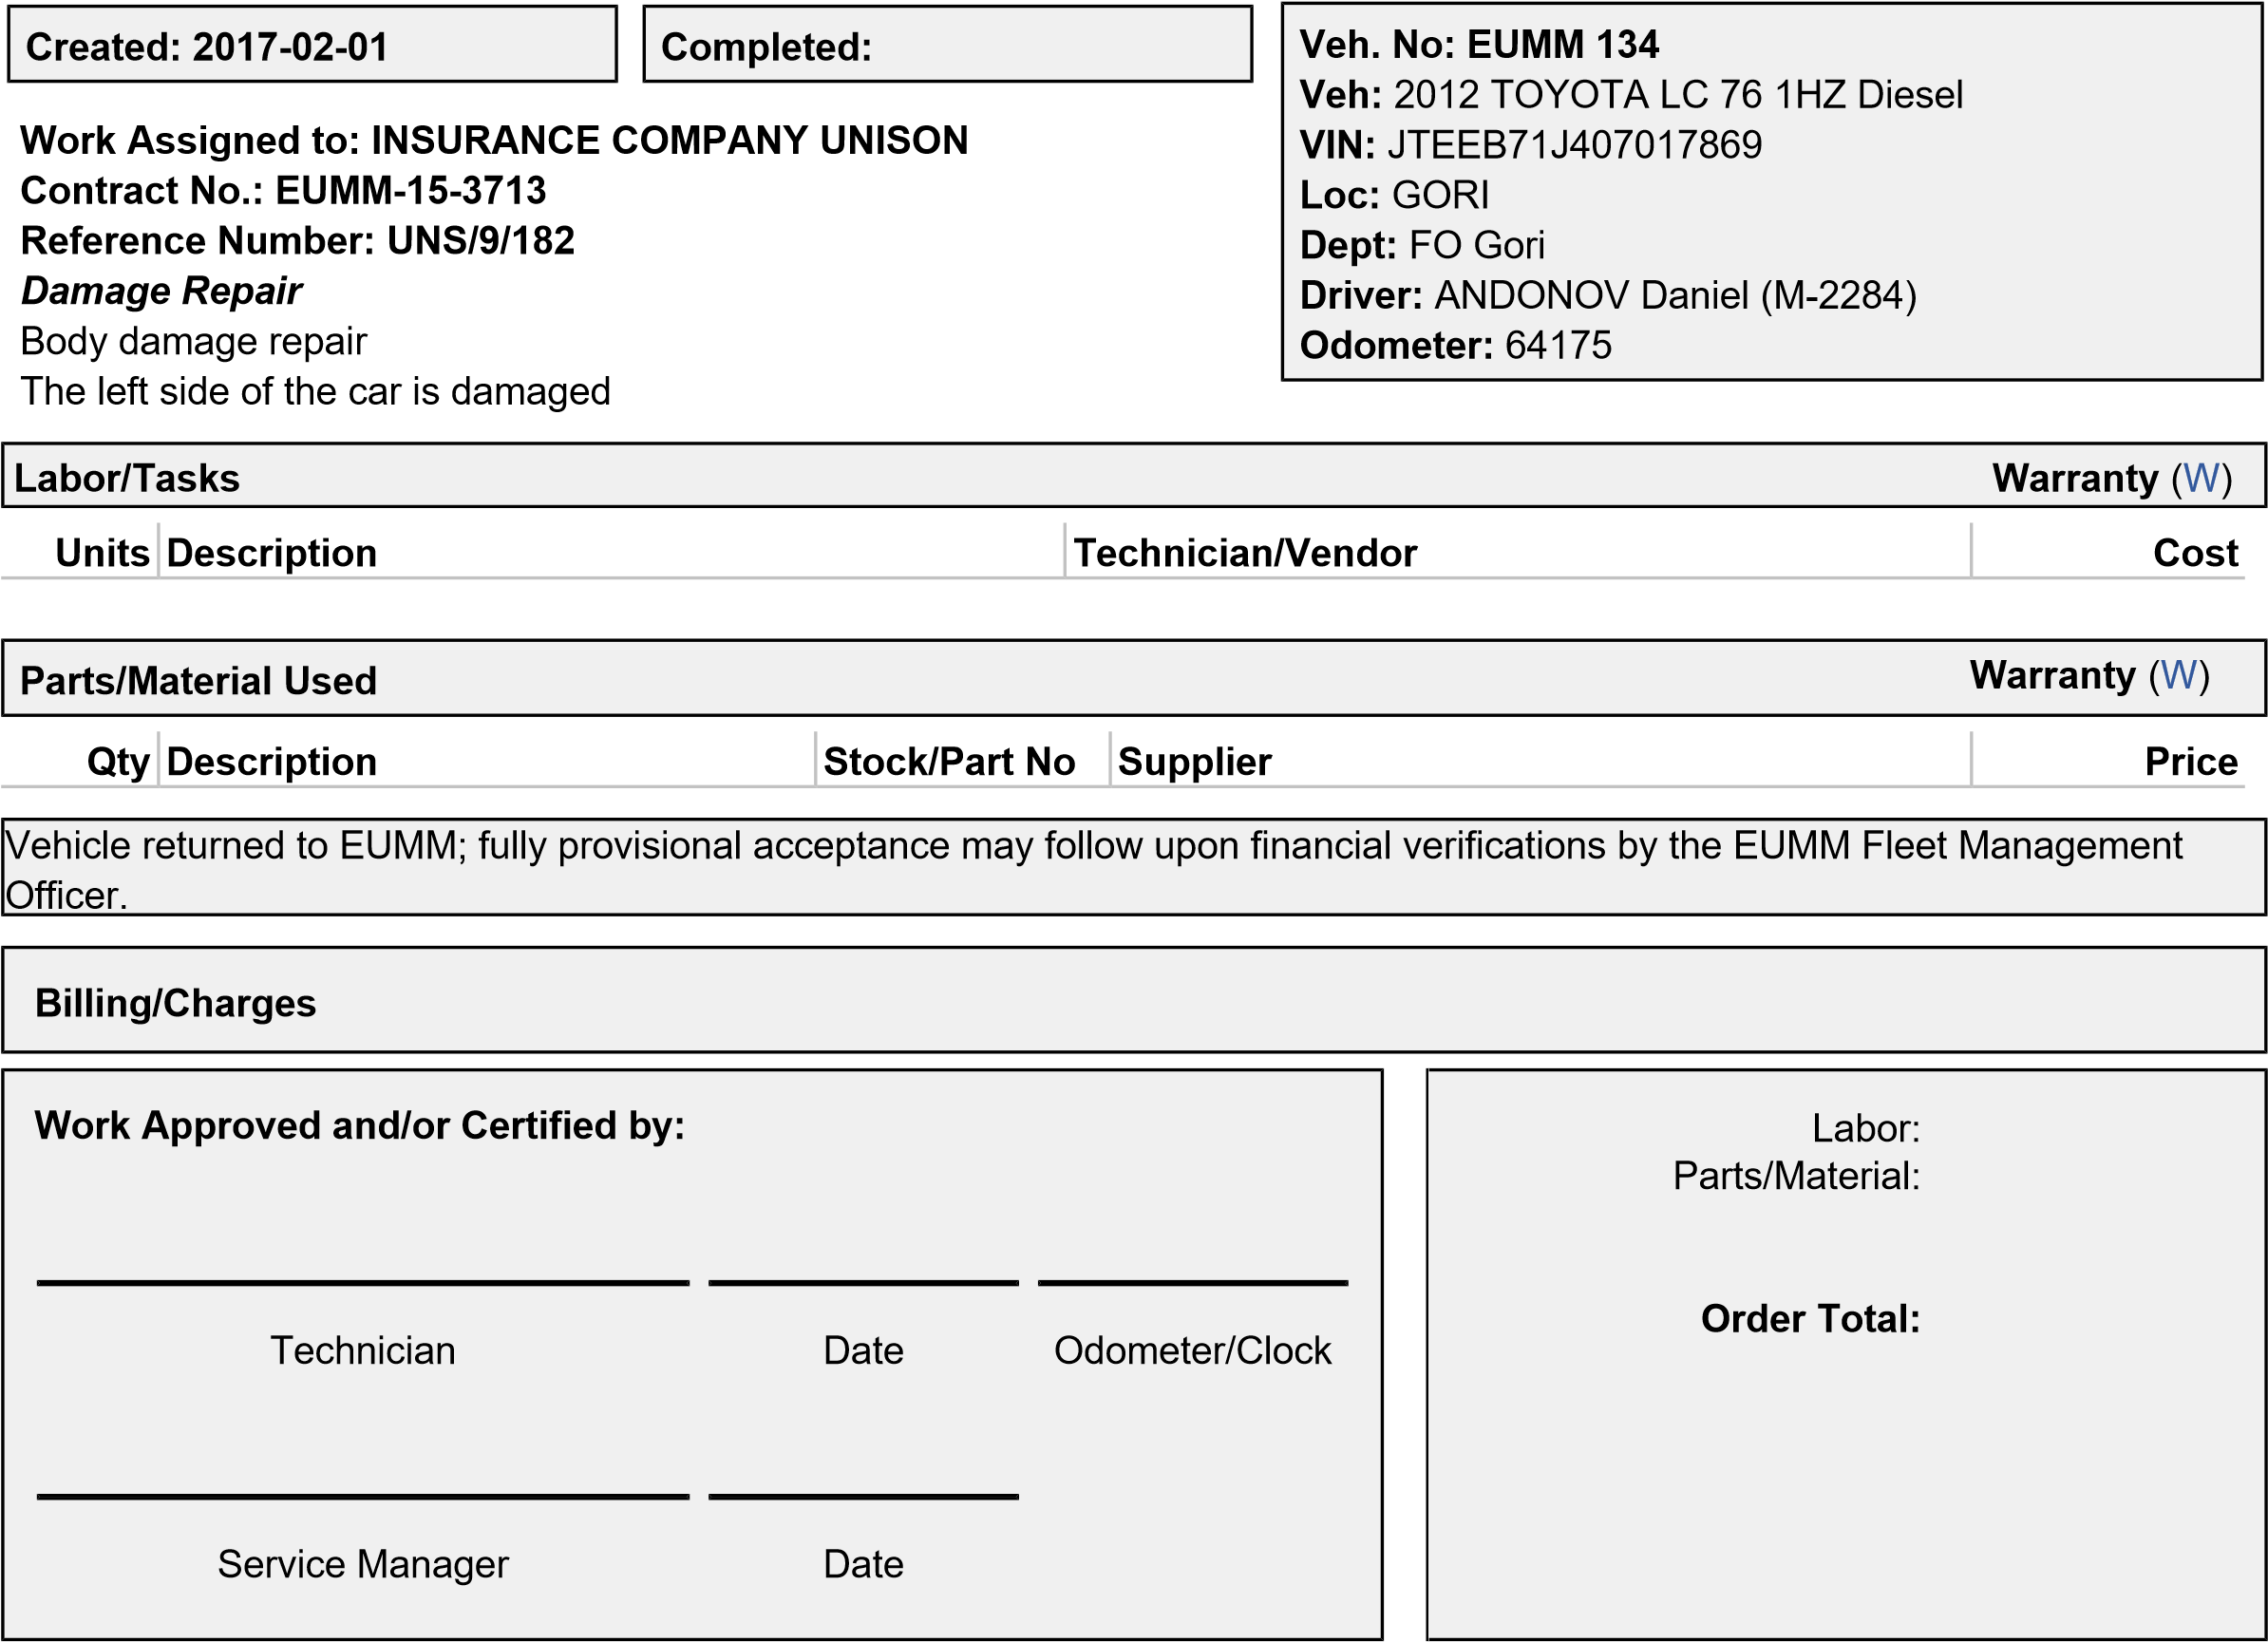 Created: 2017-02-01
Completed:
Work Assigned to: INSURANCE COMPANY UNISON
Contract No.: EUMM-15-3713
Reference Number: UNS/9/182
Damage Repair
Body damage repair
The left side of the car is damaged
Veh. No: EUMM 134
Veh: 2012 TOYOTA LC 76 1HZ Diesel
VIN: JTEEB71J407017869
Loc: GORI
Dept: FO Gori
Driver: ANDONOV Daniel (M-2284)
Odometer: 64175
Labor/Tasks Warranty (W)
Units Description Technician/Vendor Cost
Parts/Material Used Warranty (W)
Qty Description Stock/Part No Supplier Price
Vehicle returned to EUMM; fully provisional acceptance may follow upon financial verifications by the EUMM Fleet Management
Officer.
Billing/Charges
Work Approved and/or Certified by:
Technician Date Odometer/Clock
Service Manager Date
Labor:
Parts/Material:
Order Total: